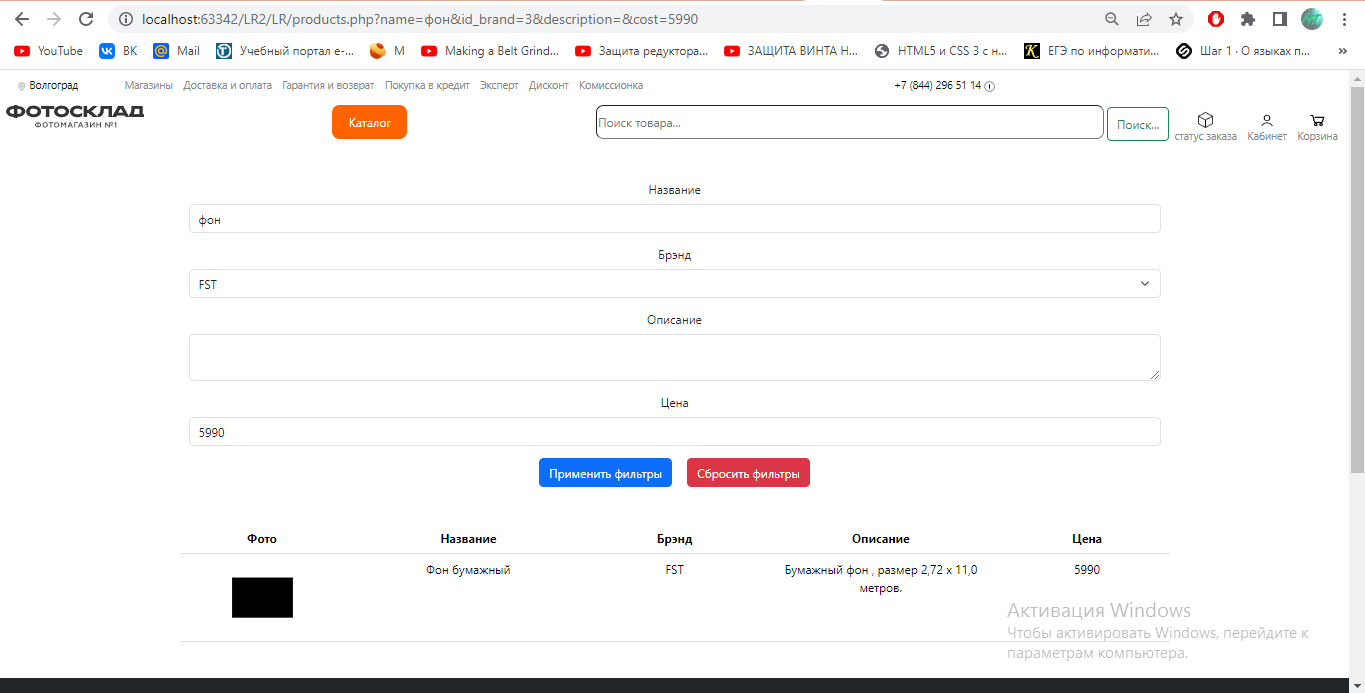 localhost:63342/LR2/LR/products.php?name=фон&id_brand=3&description=&cost=5990
YouTube ВК Mail Учебный портал е-... М Making a Belt Grind... Защита редуктора... ЗАЩИТА ВИНТА Н... HTML5 и CSS 3 с н... ЕГЭ по информати... Шаг 1 · О языках п... »
Волгоград Магазины Доставка и оплата Гарантия и возврат Покупка в кредит Эксперт Дисконт Комиссионка +7 (844) 296 51 14
ФОТОСКЛАД
ФОТОМАГАЗИН №1
Каталог
Поиск товара...
Поиск...
статус заказа Кабинет Корзина
Название
фон
Брэнд
FST
Описание
Цена
5990
Применить фильтры Сбросить фильтры
Фото Название Брэнд Описание Цена
Фон бумажный FST Бумажный фон , размер 2,72 х 11,0 5990
метров.
Активация Windows
Чтобы активировать Windows, перейдите к
параметрам компьютера.